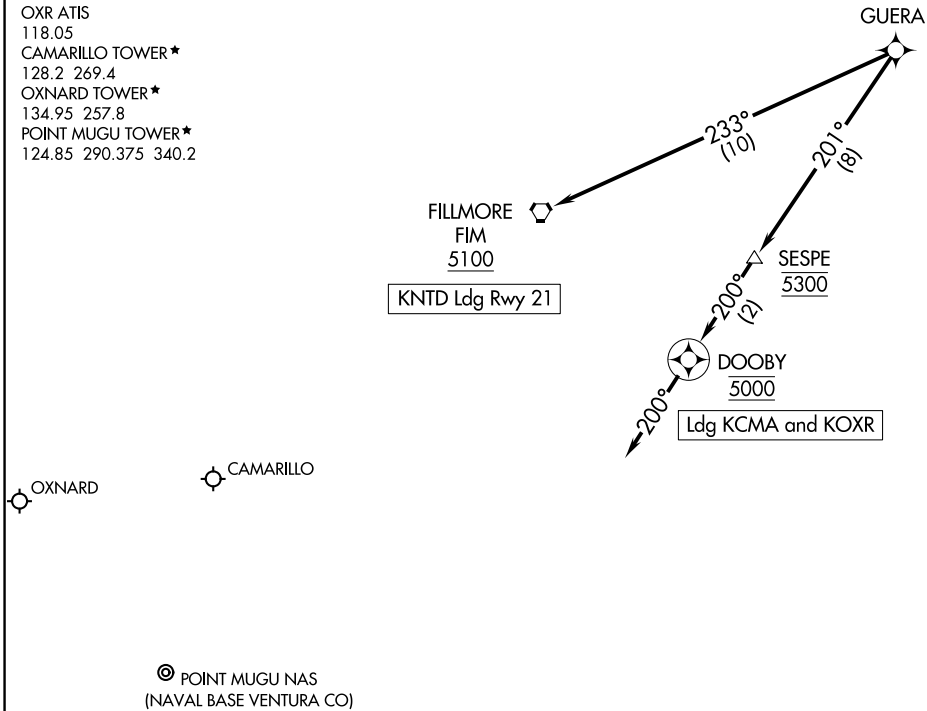 OXR ATIS
118.05
CAMARILLO TOWER★
128.2 269.4
OXNARD TOWER★
134.95 257.8
POINT MUGU TOWER★
124.85 290.375 340.2
GUERA
233°
(10)
201°
(8)
FILLMORE
FIM
5100
KNTD Ldg Rwy 21
SESPE
5300
200°
(2)
DOOBY
5000
200°
Ldg KCMA and KOXR
CAMARILLO
OXNARD
POINT MUGU NAS
(NAVAL BASE VENTURA CO)